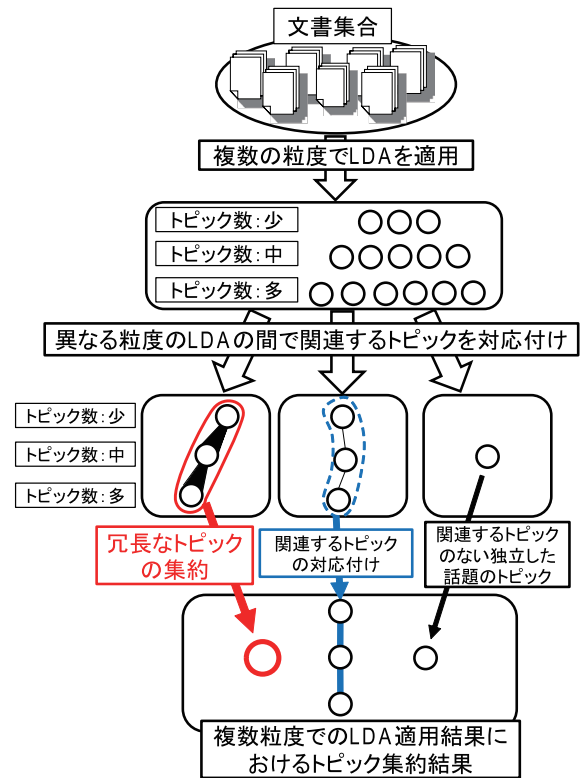 文書集合
複数の粒度でLDAを適用
トピック数：少
トピック数：中
トピック数：多
異なる粒度のLDAの間で関連するトピックを対応付け
トピック数：少
トピック数：中
トピック数：多
冗長なトピック
の集約
関連するトピック
の対応付け
関連するトピック
のない独立した
話題のトピック
複数粒度でのLDA適用結果に
おけるトピック集約結果